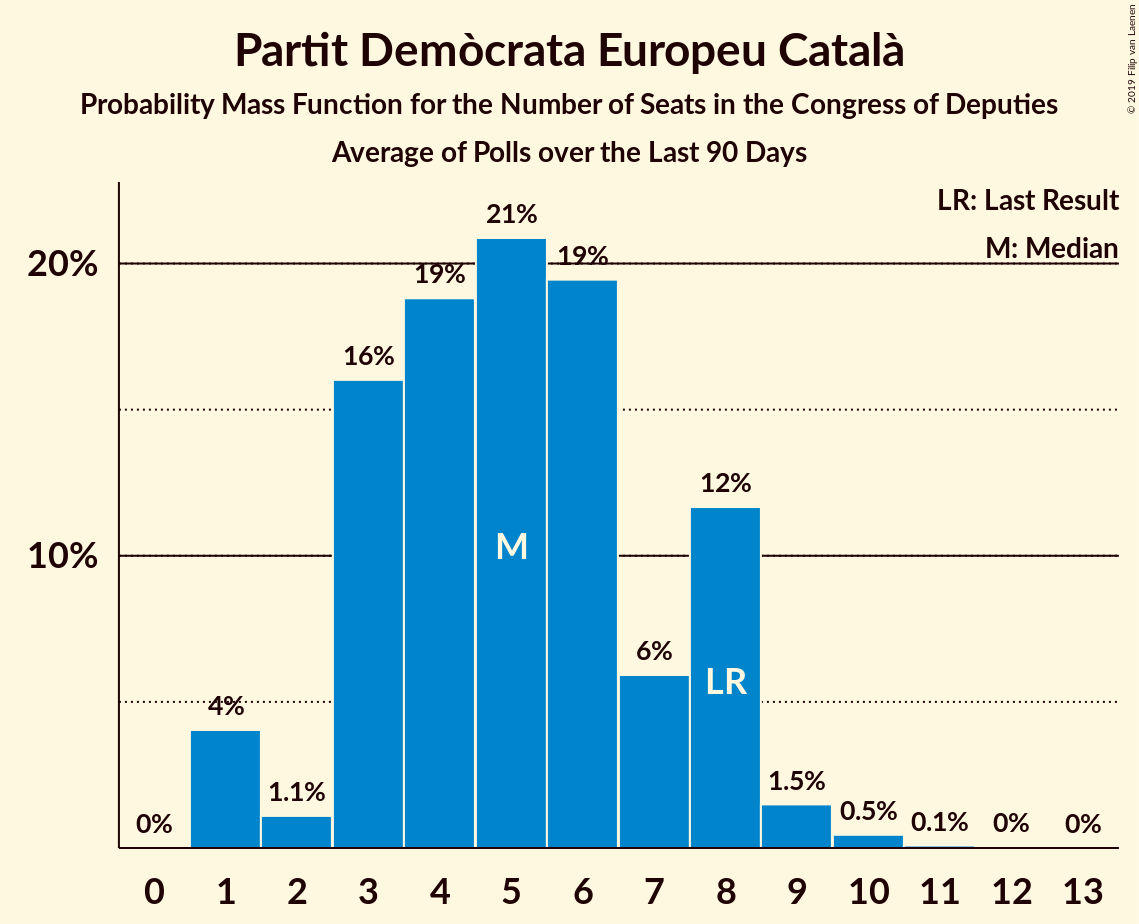 Partit Demòcrata Europeu Català
Probability Mass Function for the Number of Seats in the Congress of Deputies
Average of Polls over the Last 90 Days
© 2019 Filip van Laenen
LR: Last Result
M: Median
20%
10%
0%
4%
1.1%
16%
19%
21%
19%
6%
12%
1.5%
0.5%
0.1%
0%
0%
M
LR
0 1 2 3 4 5 6 7 8 9 10 11 12 13